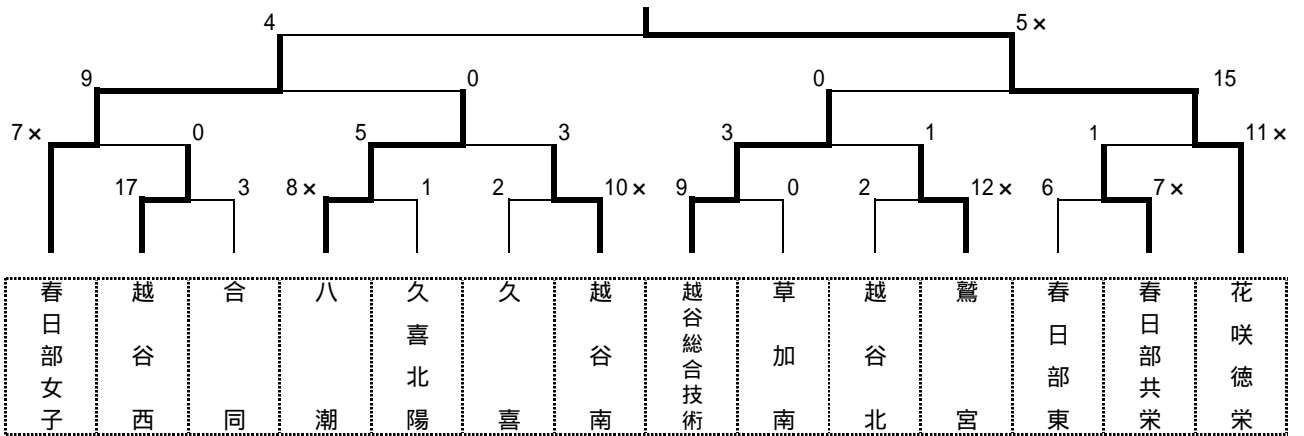 4 5×
9 0 0 15
7× 0 5 3 3 1 1 11×
17 3 8× 1 2 10× 9 0 2 12× 6 7×
春日部女子
越谷西
合同
八潮
久喜北陽
久喜
越谷南
越谷総合技術
草加南
越谷北
鷲宮
春日部東
春日部共栄
花咲徳栄